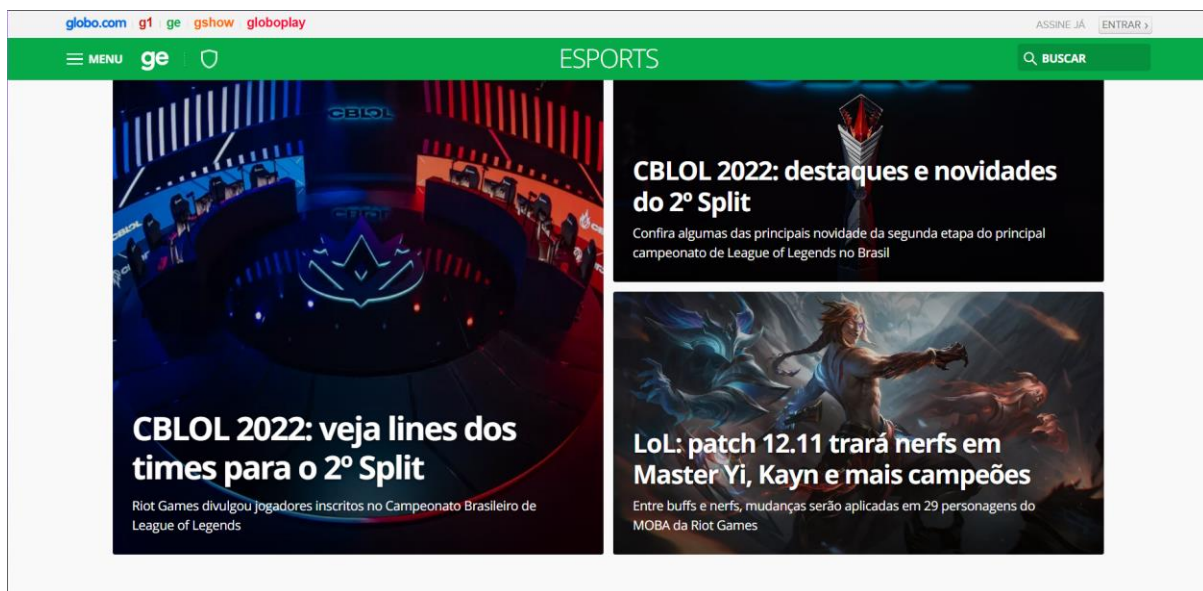 globo.com g1 ge gshow globoplay
ASSINE JÁ ENTRAR ›
MENU ge
ESPORTS
BUSCAR
CBLOL
CBLOL 2022: veja lines dos
times para o 2º Split
Riot Games divulgou jogadores inscritos no Campeonato Brasileiro de
League of Legends
CBLOL 2022: destaques e novidades
do 2º Split
Confira algumas das principais novidade da segunda etapa do principal
campeonato de League of Legends no Brasil
LoL: patch 12.11 trará nerfs em
Master Yi, Kayn e mais campeões
Entre buffs e nerfs, mudanças serão aplicadas em 29 personagens do
MOBA da Riot Games